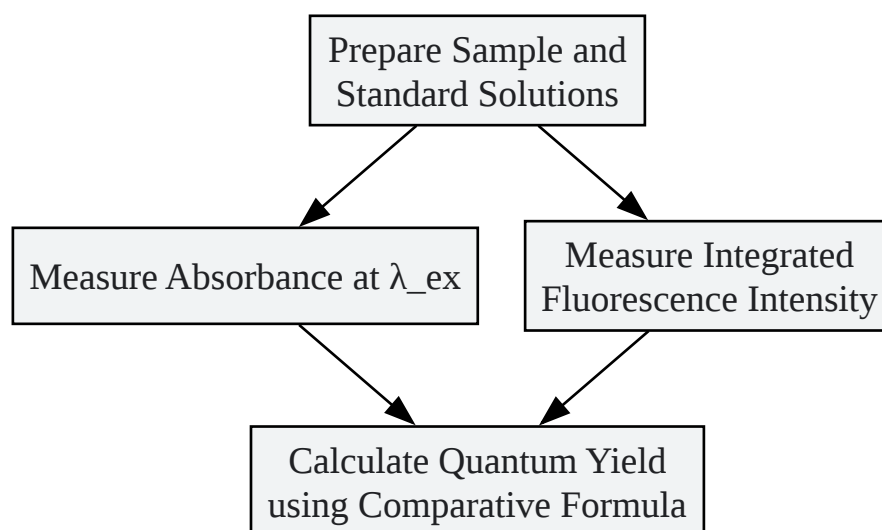 Prepare Sample and
Standard Solutions
Measure Absorbance at λ_ex
Measure Integrated
Fluorescence Intensity
Calculate Quantum Yield
using Comparative Formula